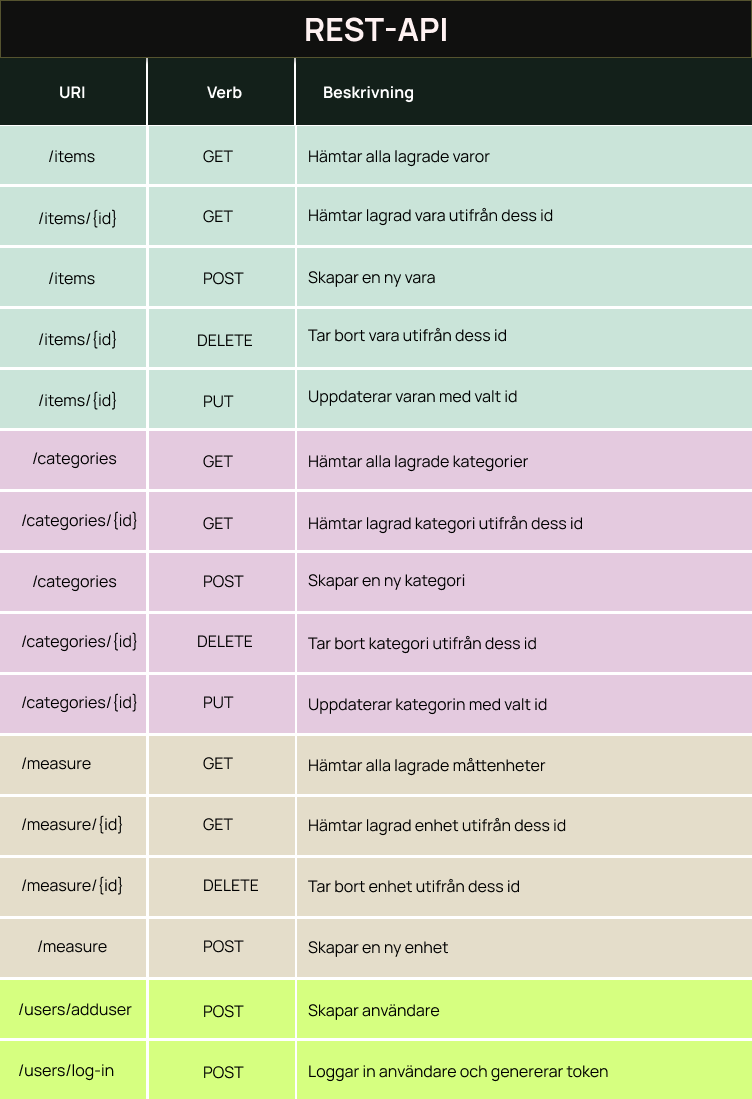 REST-API
URI Verb Beskrivning
/items GET Hämtar alla lagrade varor
/items/{id} GET Hämtar lagrad vara utifrån dess id
/items POST Skapar en ny vara
/items/{id} DELETE Tar bort vara utifrån dess id
/items/{id} PUT Uppdaterar varan med valt id
/categories GET Hämtar alla lagrade kategorier
/categories/{id} GET Hämtar lagrad kategori utifrån dess id
/categories POST Skapar en ny kategori
/categories/{id} DELETE Tar bort kategori utifrån dess id
/categories/{id} PUT Uppdaterar kategorin med valt id
/measure GET Hämtar alla lagrade måttenheter
/measure/{id} GET Hämtar lagrad enhet utifrån dess id
/measure/{id} DELETE Tar bort enhet utifrån dess id
/measure POST Skapar en ny enhet
/users/adduser POST Skapar användare
/users/log-in POST Loggar in användare och genererar token